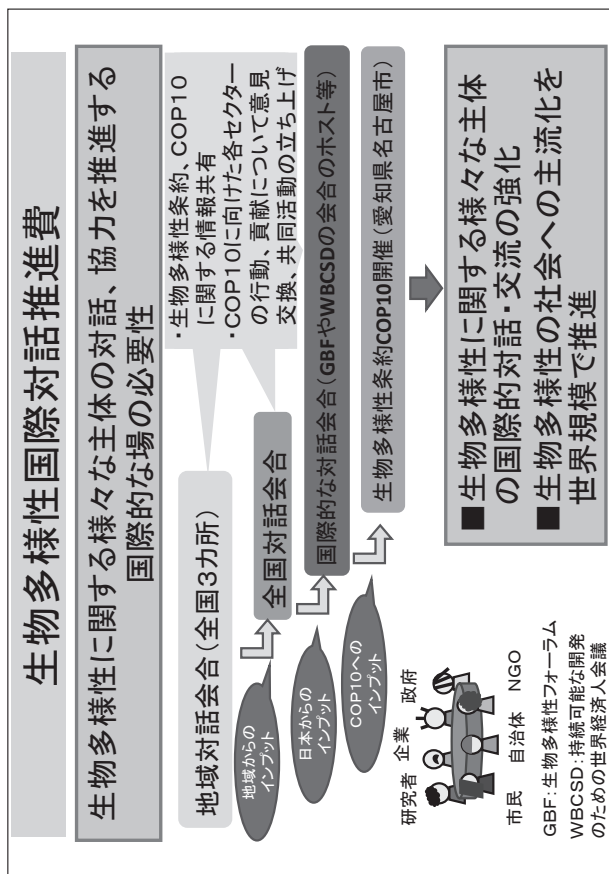 生物多様性国際対話推進費
生物多様性に関する様々な主体の対話、協力を推進する
国際的な場の必要性
地域対話会合(全国3カ所)
・生物多様性条約、COP10
に関する情報共有
・COP10に向けた各セクター
の行動、貢献について意見
交換、共同活動の立ち上げ
地域からの
インプット
全国対話会合
日本からの
インプット
国際的な対話会合(GBFやWBCSDの会合のホスト等)
COP10への
インプット
生物多様性条約COP10開催(愛知県名古屋市)
研究者 企業 政府
市民 自治体 NGO
GBF:生物多様性フォーラム
WBCSD:持続可能な開発
のための世界経済人会議
■生物多様性に関する様々な主体
の国際的対話・交流の強化
■生物多様性の社会への主流化を
世界規模で推進